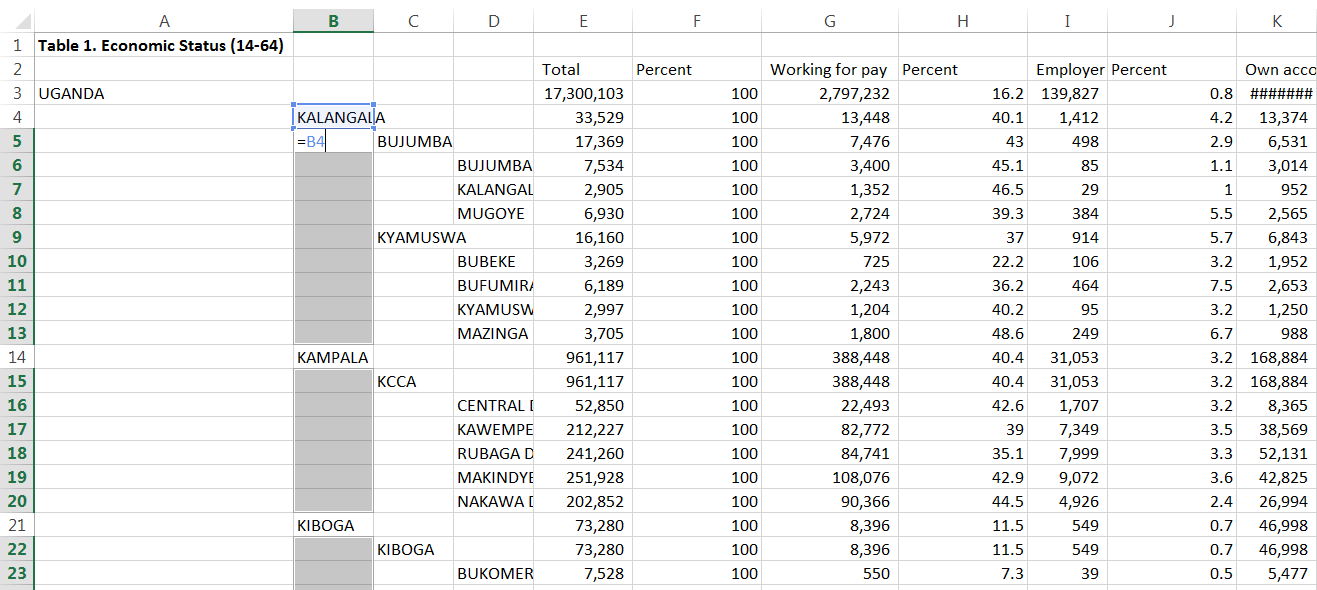 A B C D E F G H I J K
1 Table 1. Economic Status (14-64)
2 Total Percent Working for pay Percent Employer Percent Own acco
3 UGANDA 17,300,103 100 2,797,232 16.2 139,827 0.8 #######
4 KALANGALA 33,529 100 13,448 40.1 1,412 4.2 13,374
5 =B4 BUJUMBA 17,369 100 7,476 43 498 2.9 6,531
6 BUJUMBA 7,534 100 3,400 45.1 85 1.1 3,014
7 KALANGAL 2,905 100 1,352 46.5 29 1 952
8 MUGOYE 6,930 100 2,724 39.3 384 5.5 2,565
9 KYAMUSWA 16,160 100 5,972 37 914 5.7 6,843
10 BUBEKE 3,269 100 725 22.2 106 3.2 1,952
11 BUFUMIRA 6,189 100 2,243 36.2 464 7.5 2,653
12 KYAMUSW 2,997 100 1,204 40.2 95 3.2 1,250
13 MAZINGA 3,705 100 1,800 48.6 249 6.7 988
14 KAMPALA 961,117 100 388,448 40.4 31,053 3.2 168,884
15 KCCA 961,117 100 388,448 40.4 31,053 3.2 168,884
16 CENTRAL D 52,850 100 22,493 42.6 1,707 3.2 8,365
17 KAWEMPE 212,227 100 82,772 39 7,349 3.5 38,569
18 RUBAGA D 241,260 100 84,741 35.1 7,999 3.3 52,131
19 MAKINDYE 251,928 100 108,076 42.9 9,072 3.6 42,825
20 NAKAWA D 202,852 100 90,366 44.5 4,926 2.4 26,994
21 KIBOGA 73,280 100 8,396 11.5 549 0.7 46,998
22 KIBOGA 73,280 100 8,396 11.5 549 0.7 46,998
23 BUKOMER 7,528 100 550 7.3 39 0.5 5,477